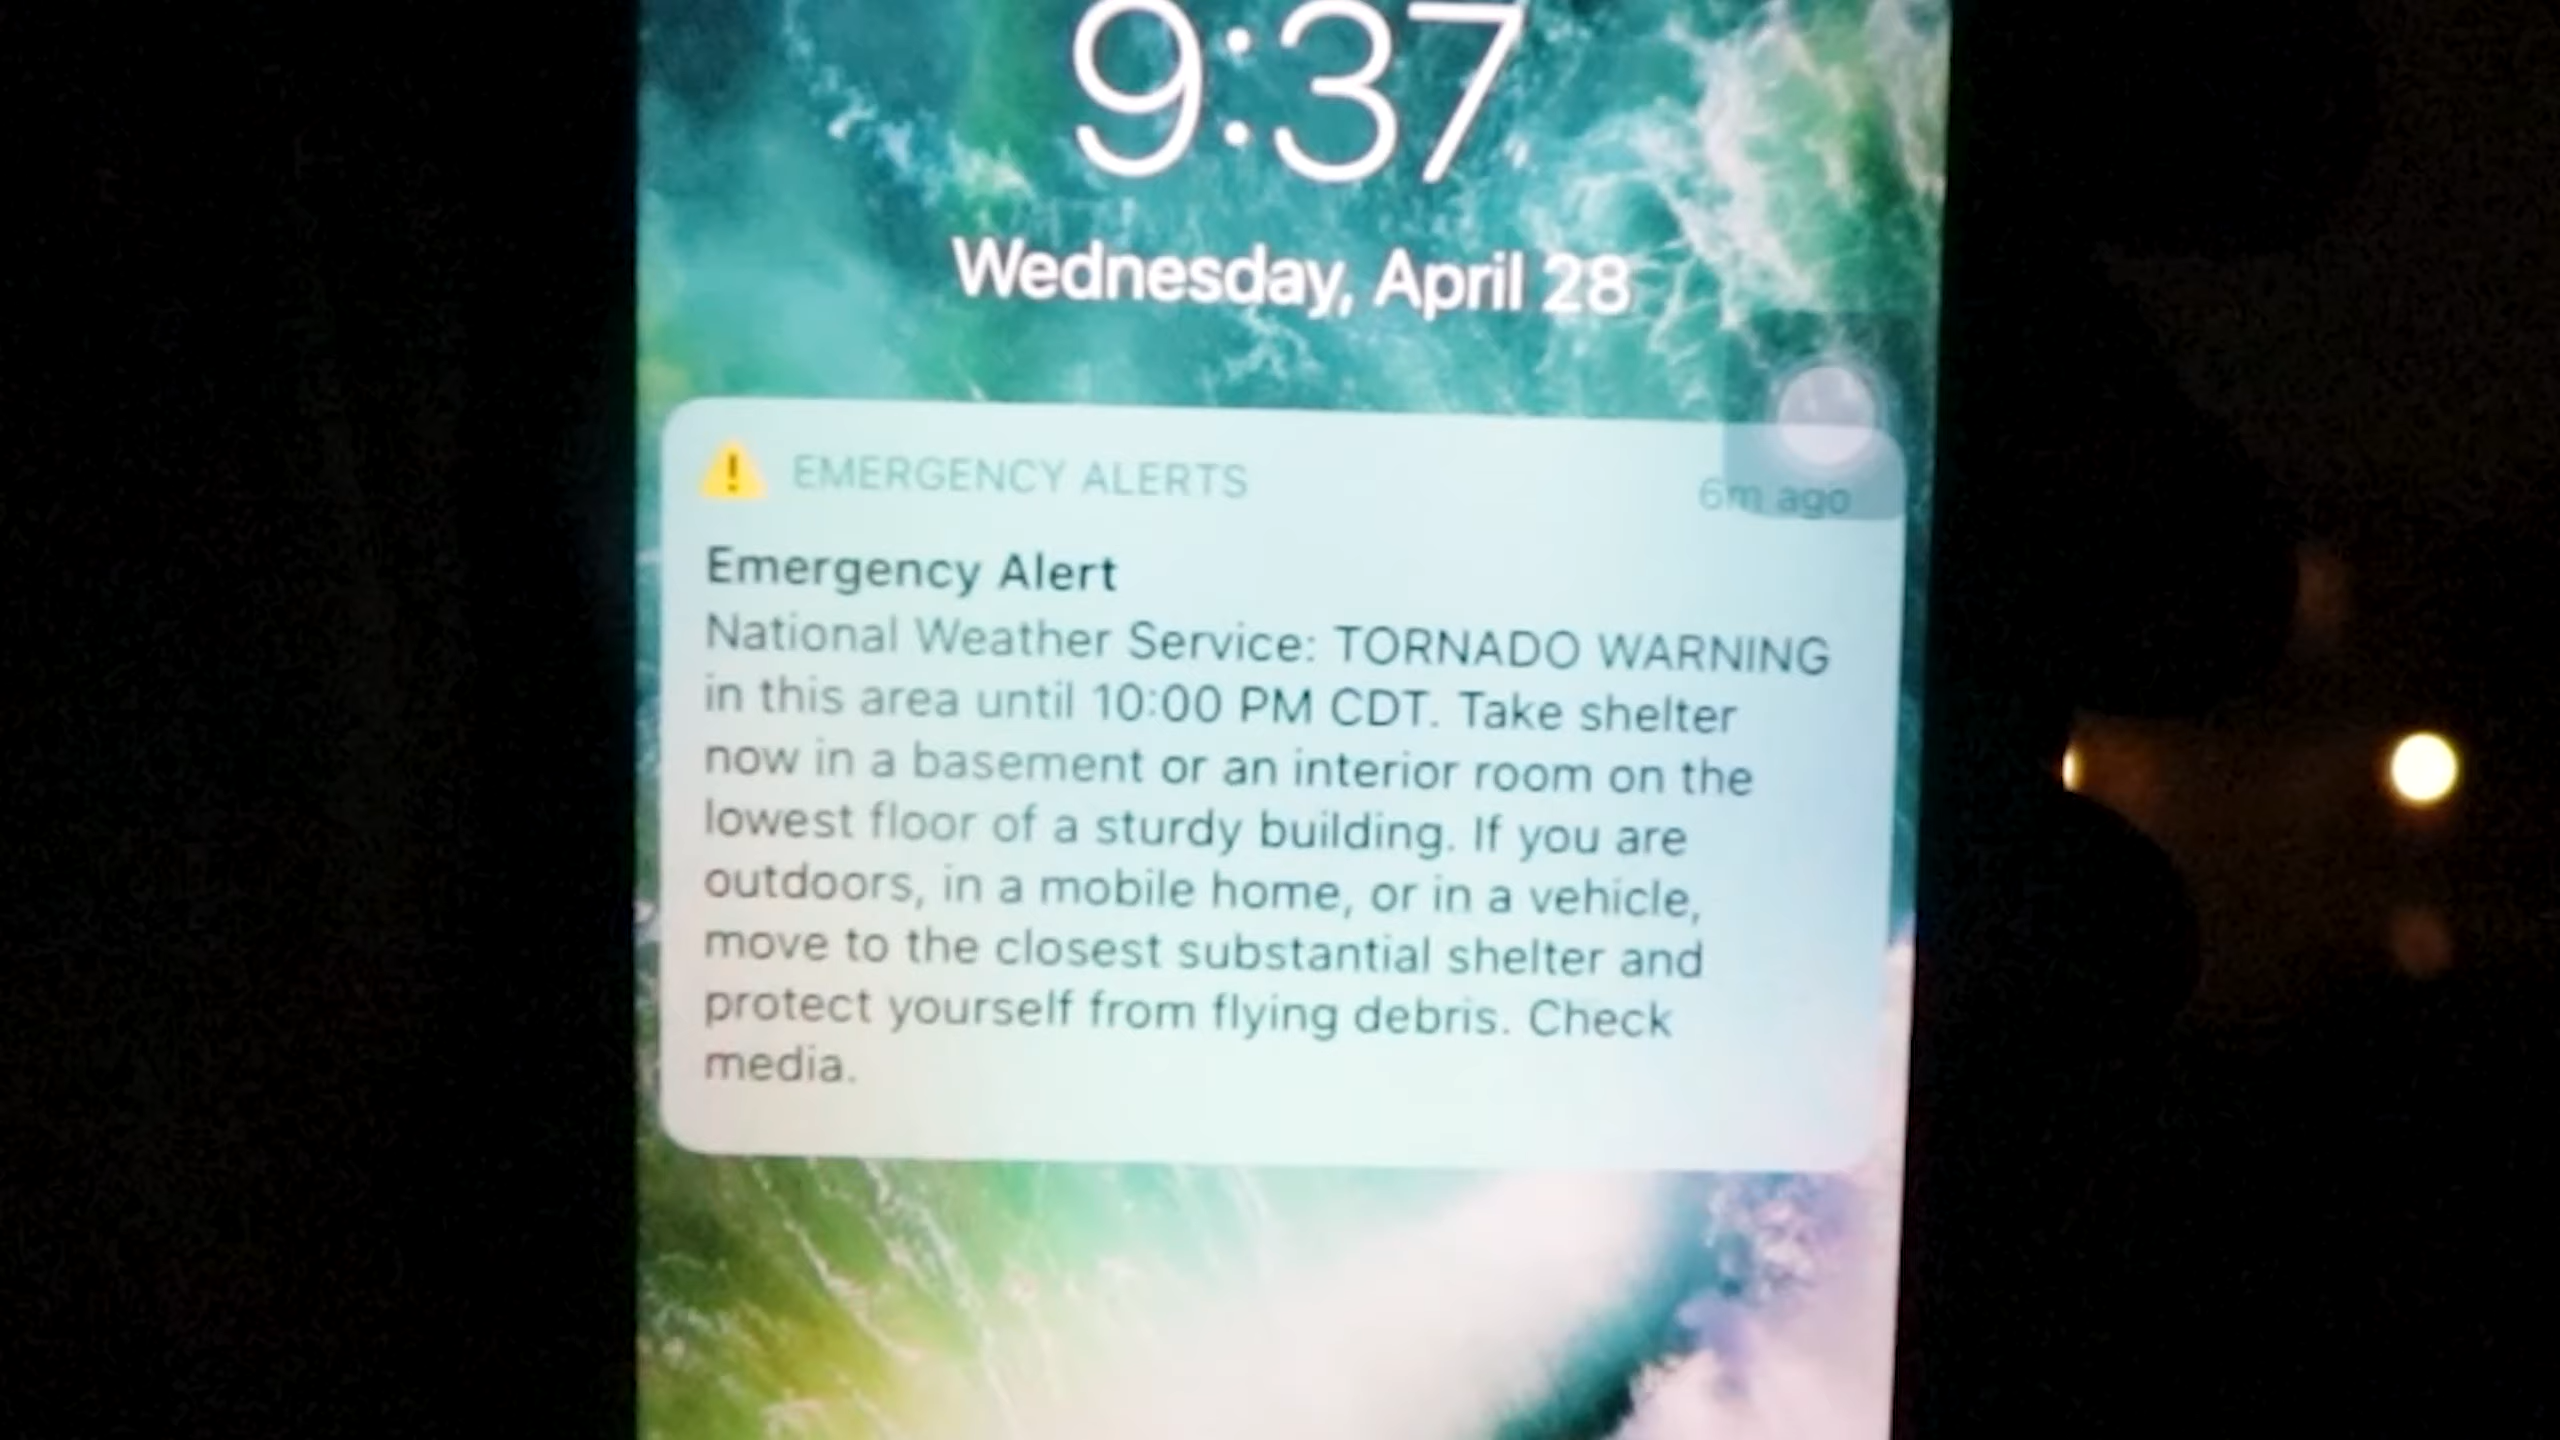 9:37
Wednesday, April 28
EMERGENCY ALERTS
6m ago
Emergency Alert
National Weather Service: TORNADO WARNING
in this area until 10:00 PM CDT. Take shelter
now in a basement or an interior room on the
lowest floor of a sturdy building. If you are
outdoors, in a mobile home, or in a vehicle,
move to the closest substantial shelter and
protect yourself from flying debris. Check
media.